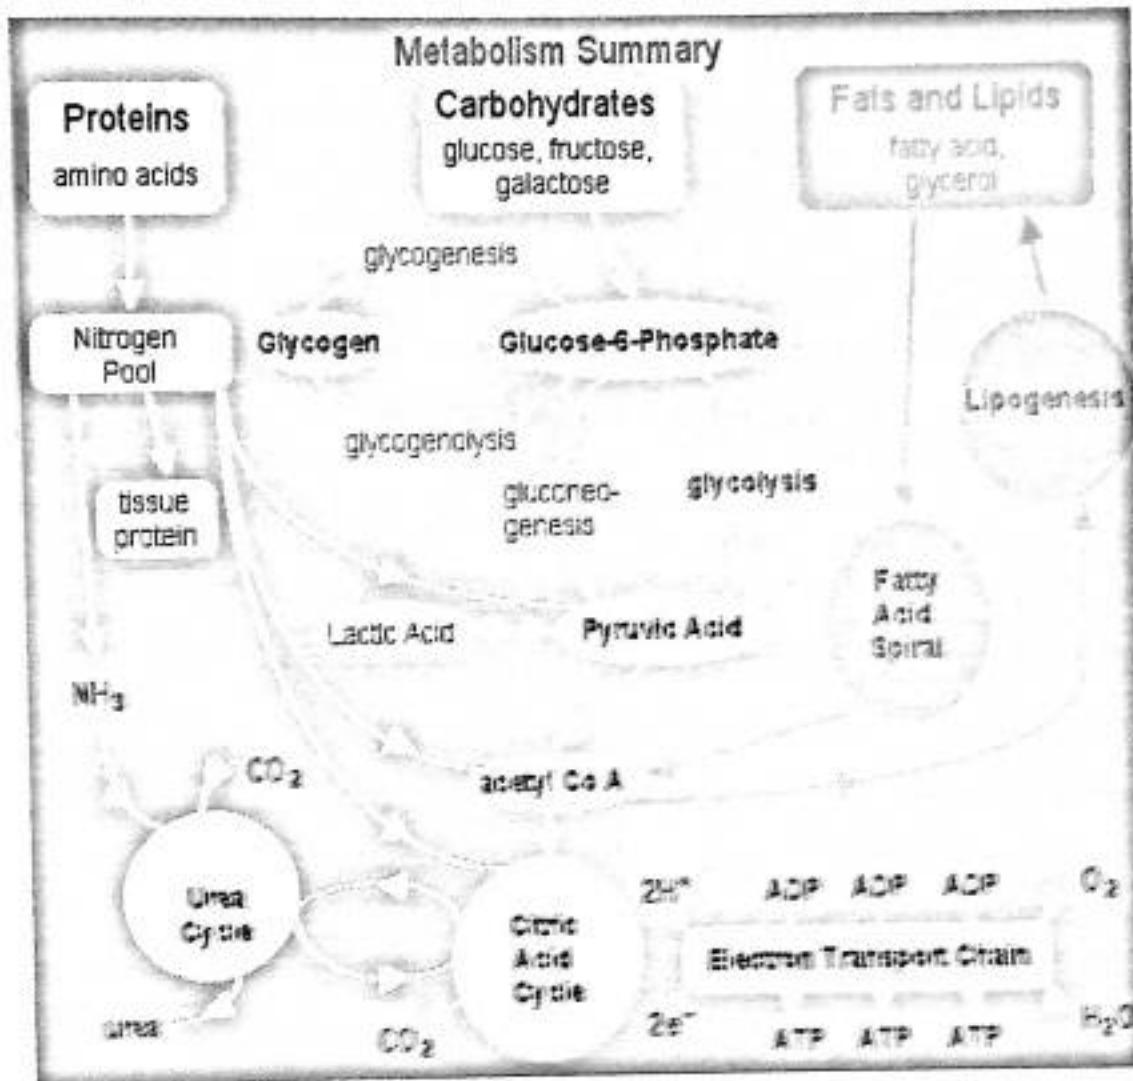 Metabolism Summary
Proteins
amino acids
Carbohydrates
glucose, fructose,
galactose
Fats and Lipids
fatty acid,
glycerol
glycogenesis
Nitrogen
Pool
Glycogen
Glucose-6-Phosphate
Lipogenesis
glycogenolysis
glycolysis
gluconeo-
genesis
tissue
protein
Fatty
Acid
Spiral
Lactic Acid
Pyruvic Acid
NH₃
CO₂
acetyl Co A
Urea
Cycle
Citric
Acid
Cycle
2H⁺
ADP ADP ADP
O₂
Electron Transport Chain
urea
CO₂
2e⁻
ATP ATP ATP
H₂O